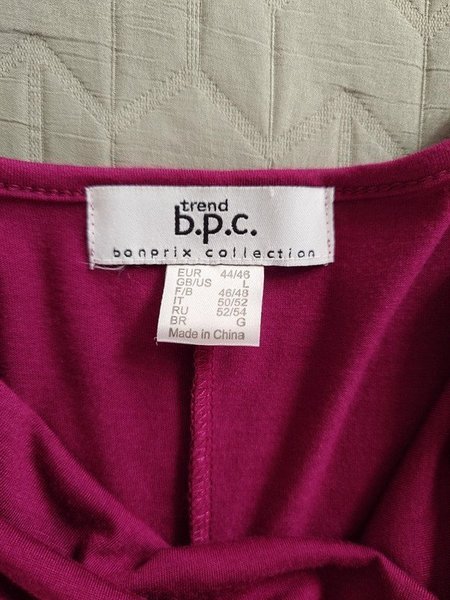 trend
b.p.c.
bonprix collection
EUR 44/46
GB/US L
F/B 46/48
IT 50/52
RU 52/54
BR G
Made in China